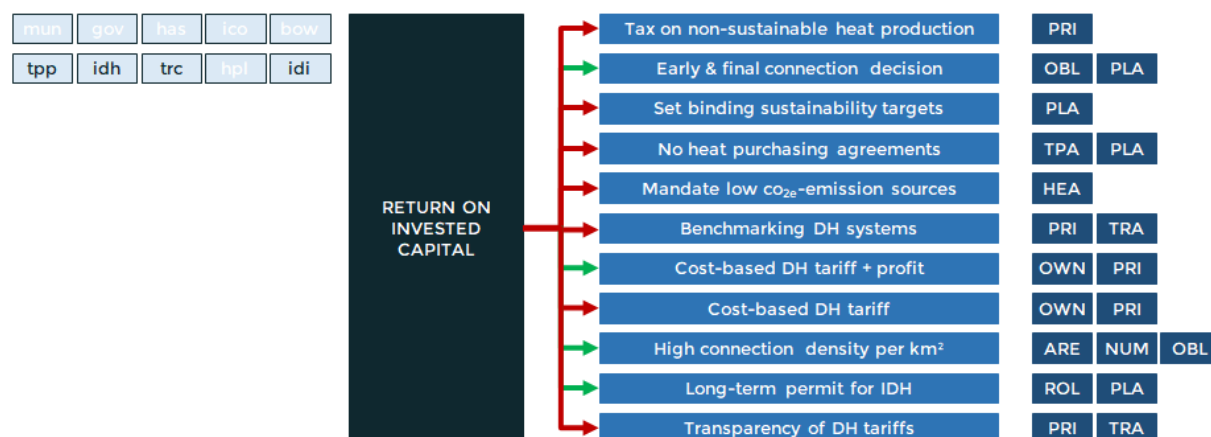 mun gov has ico bow
tpp idh trc hpl idi
RETURN ON
INVESTED
CAPITAL
Tax on non-sustainable heat production PRI
Early & final connection decision OBL PLA
Set binding sustainability targets PLA
No heat purchasing agreements TPA PLA
Mandate low co₂ₑ-emission sources HEA
Benchmarking DH systems PRI TRA
Cost-based DH tariff + profit OWN PRI
Cost-based DH tariff OWN PRI
High connection density per km² ARE NUM OBL
Long-term permit for IDH ROL PLA
Transparency of DH tariffs PRI TRA